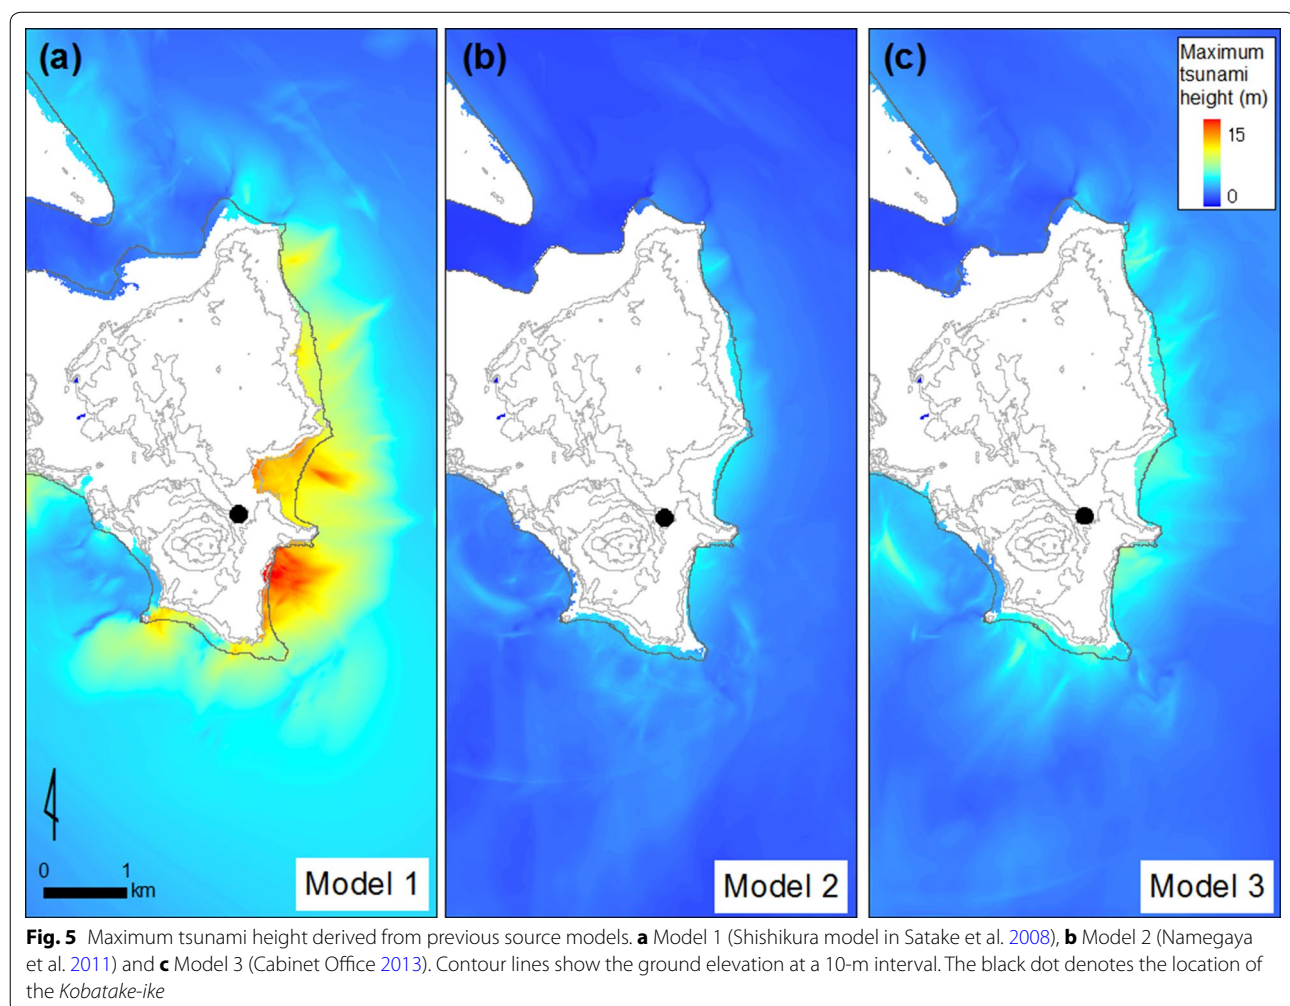 (a)
(b)
(c)
Maximum
tsunami
height (m)
15
0
0 1
km
Model 1
Model 2
Model 3
Fig. 5 Maximum tsunami height derived from previous source models. a Model 1 (Shishikura model in Satake et al. 2008), b Model 2 (Namegaya
et al. 2011) and c Model 3 (Cabinet Office 2013). Contour lines show the ground elevation at a 10-m interval. The black dot denotes the location of
the Kobatake-ike